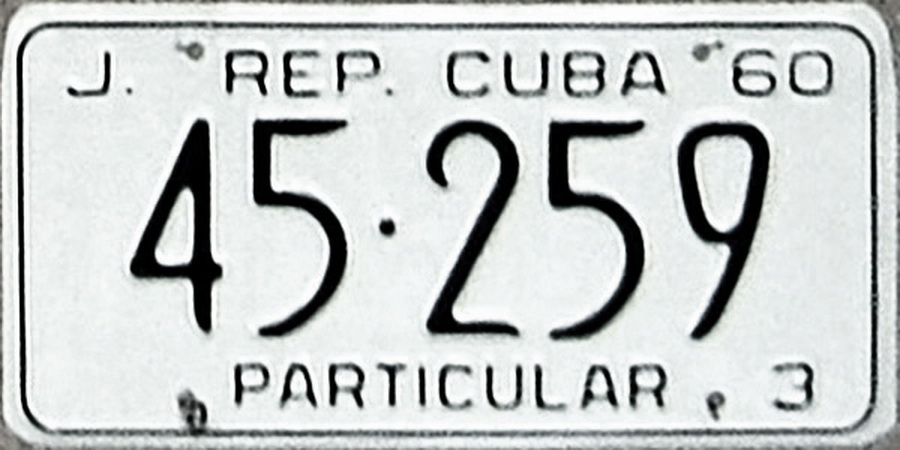 J. REP. CUBA 60
45·259
PARTICULAR 3